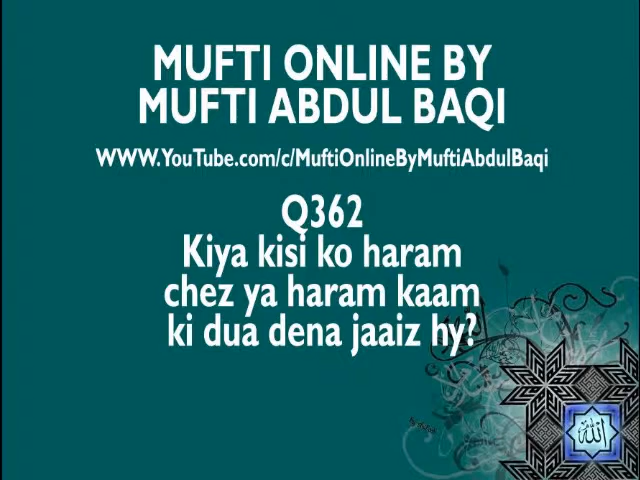 MUFTI ONLINE BY
MUFTI ABDUL BAQI
WWW.YouTube.com/c/MuftiOnlineByMuftiAbdulBaqi
Q362
Kiya kisi ko haram
chez ya haram kaam
ki dua dena jaaiz hy?
الله